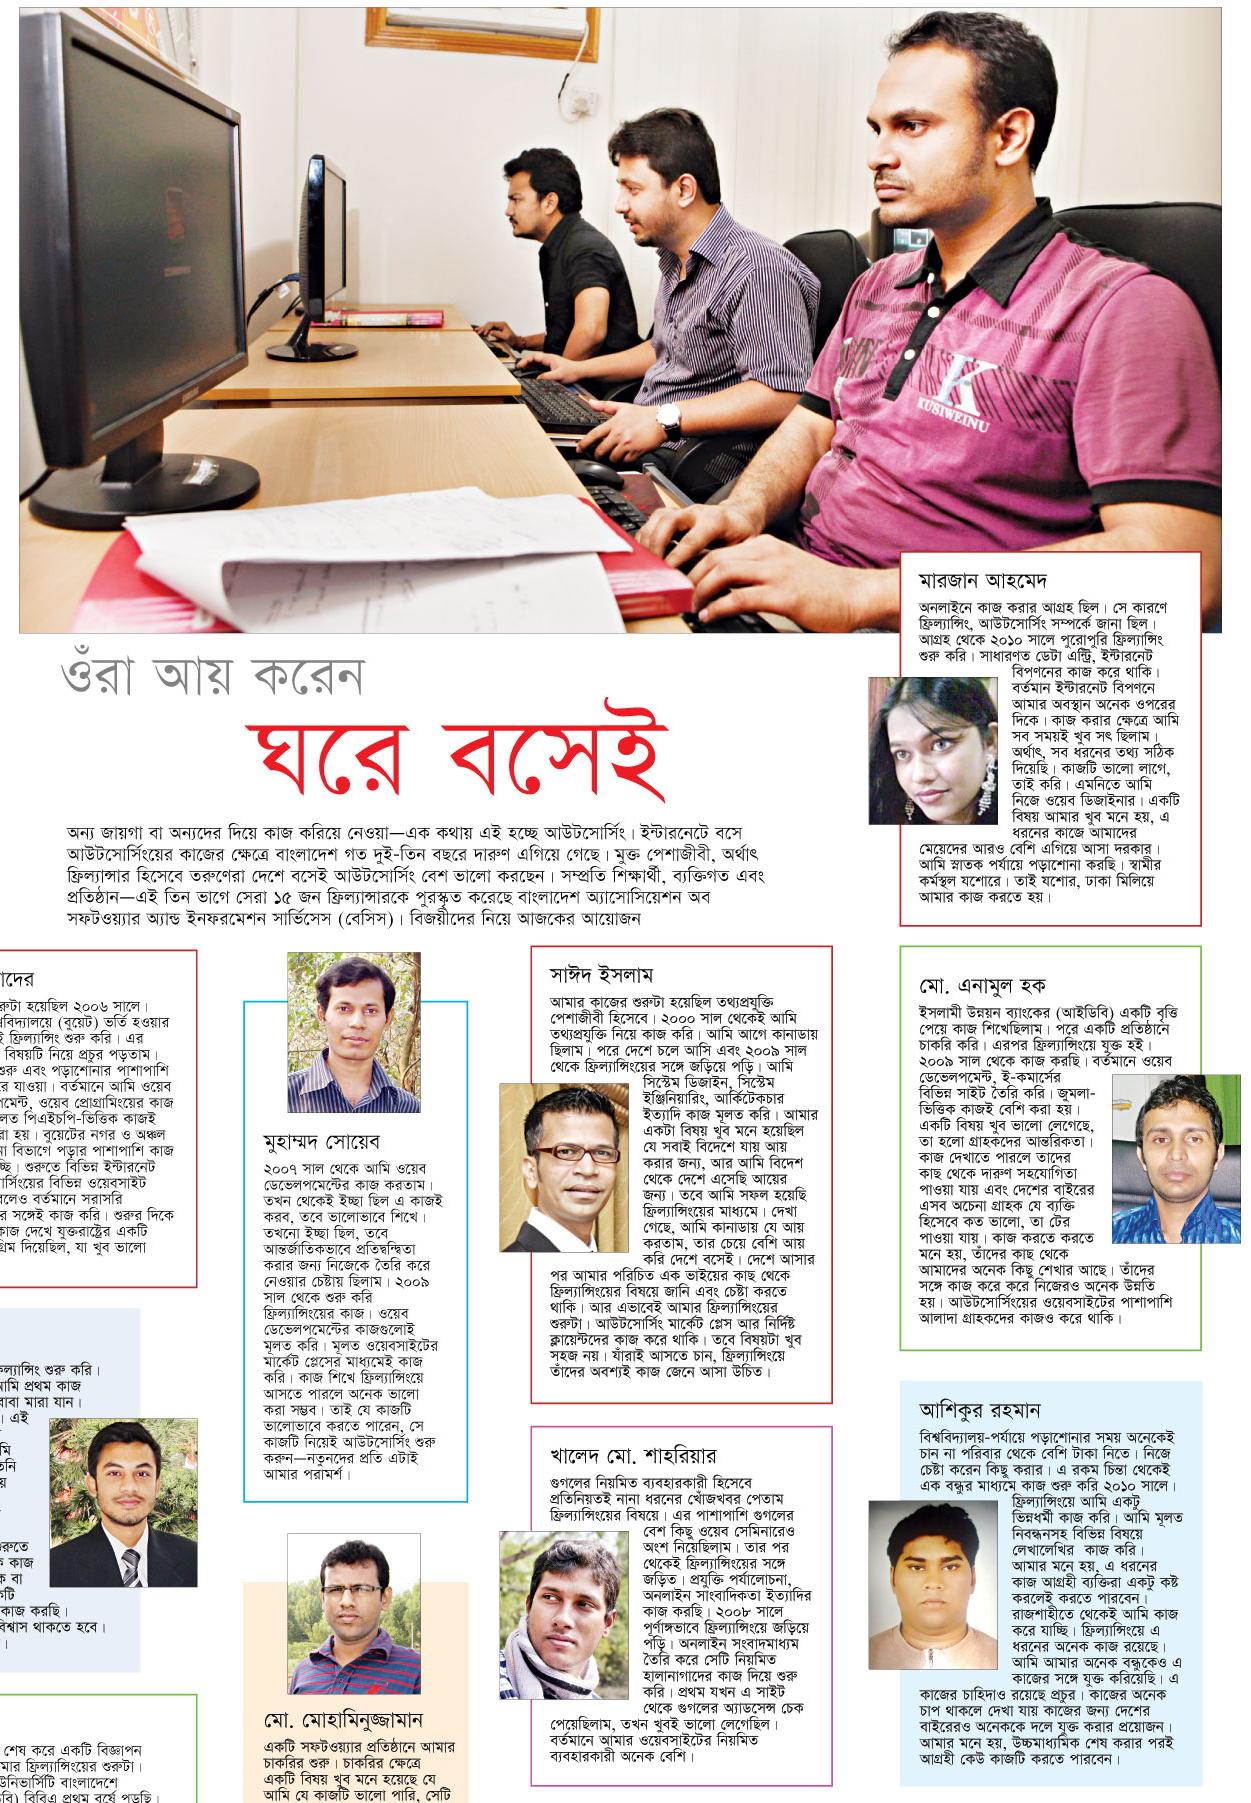 KUSIWEINU
ওঁরা আয় করেন
ঘরে বসেই
অন্য জায়গা বা অন্যদের দিয়ে কাজ করিয়ে নেওয়া—এক কথায় এই হচ্ছে আউটসোর্সিং। ইন্টারনেটে বসে
আউটসোর্সিংয়ের কাজের ক্ষেত্রে বাংলাদেশ গত দুই-তিন বছরে দারুণ এগিয়ে গেছে। মুক্ত পেশাজীবী, অর্থাৎ
ফ্রিল্যান্সার হিসেবে তরুণেরা দেশে বসেই আউটসোর্সিং বেশ ভালো করছেন। সম্প্রতি শিক্ষার্থী, ব্যক্তিগত এবং
প্রতিষ্ঠান—এই তিন ভাগে সেরা ১৫ জন ফ্রিল্যান্সারকে পুরস্কৃত করেছে বাংলাদেশ অ্যাসোসিয়েশন অব
সফটওয়্যার অ্যান্ড ইনফরমেশন সার্ভিসেস (বেসিস)। বিজয়ীদের নিয়ে আজকের আয়োজন
মারজান আহমেদ
অনলাইনে কাজ করার আগ্রহ ছিল। সে কারণে
ফ্রিল্যান্সিং, আউটসোর্সিং সম্পর্কে জানা ছিল।
আগ্রহ থেকে ২০১০ সালে পুরোপুরি ফ্রিল্যান্সিং
শুরু করি। সাধারণত ডেটা এন্ট্রি, ইন্টারনেট
বিপণনের কাজ করে থাকি।
বর্তমান ইন্টারনেট বিপণনে
আমার অবস্থান অনেক ওপরের
দিকে। কাজ করার ক্ষেত্রে আমি
সব সময়ই খুব সৎ ছিলাম।
অর্থাৎ, সব ধরনের তথ্য সঠিক
দিয়েছি। কাজটি ভালো লাগে,
তাই করি। এমনিতে আমি
নিজে ওয়েব ডিজাইনার। একটি
বিষয় আমার খুব মনে হয়, এ
ধরনের কাজে আমাদের
মেয়েদের আরও বেশি এগিয়ে আসা দরকার।
আমি স্নাতক পর্যায়ে পড়াশোনা করছি। স্বামীর
কর্মস্থল যশোরে। তাই যশোর, ঢাকা মিলিয়ে
আমার কাজ করতে হয়।
াদের
রুটা হয়েছিল ২০০৬ সালে।
শ্ববিদ্যালয়ে (বুয়েট) ভর্তি হওয়ার
ই ফ্রিল্যান্সিং শুরু করি। এর
বিষয়টি নিয়ে প্রচুর পড়তাম।
শুরু এবং পড়াশোনার পাশাপাশি
রে যাওয়া। বর্তমানে আমি ওয়েব
পমেন্ট, ওয়েব প্রোগ্রামিংয়ের কাজ
লত পিএইচপি-ভিত্তিক কাজই
রা হয়। বুয়েটের নগর ও অঞ্চল
না বিভাগে পড়ার পাশাপাশি কাজ
চ্ছি। শুরুতে বিভিন্ন ইন্টারনেট
র্সিংয়ের বিভিন্ন ওয়েবসাইট
লেও বর্তমানে সরাসরি
র সঙ্গেই কাজ করি। শুরুর দিকে
কাজ দেখে যুক্তরাষ্ট্রের একটি
গ্রিম দিয়েছিল, যা খুব ভালো
ল্যান্সিং শুরু করি।
ামি প্রথম কাজ
বাবা মারা যান।
। এই
মি
তনি
য়
রুতে
ক কাজ
ক বা
কটি
কাজ করছি।
বিশ্বাস থাকতে হবে।
।
শেষ করে একটি বিজ্ঞাপন
মার ফ্রিল্যান্সিংয়ের শুরুটা।
উনিভার্সিটি বাংলাদেশে
বি) বিবিএ প্রথম বর্ষে পড়ছি।
মুহাম্মদ সোয়েব
২০০৭ সাল থেকে আমি ওয়েব
ডেভেলপমেন্টের কাজ করতাম।
তখন থেকেই ইচ্ছা ছিল এ কাজই
করব, তবে ভালোভাবে শিখে।
তখনো ইচ্ছা ছিল, তবে
আন্তর্জাতিকভাবে প্রতিদ্বন্দ্বিতা
করার জন্য নিজেকে তৈরি করে
নেওয়ার চেষ্টায় ছিলাম। ২০০৯
সাল থেকে শুরু করি
ফ্রিল্যান্সিংয়ের কাজ। ওয়েব
ডেভেলপমেন্টের কাজগুলোই
মূলত করি। মূলত ওয়েবসাইটের
মার্কেট প্লেসের মাধ্যমেই কাজ
করি। কাজ শিখে ফ্রিল্যান্সিংয়ে
আসতে পারলে অনেক ভালো
করা সম্ভব। তাই যে কাজটি
ভালোভাবে করতে পারেন, সে
কাজটি নিয়েই আউটসোর্সিং শুরু
করুন—নতুনদের প্রতি এটাই
আমার পরামর্শ।
মো. মোহামিনুজ্জামান
একটি সফটওয়্যার প্রতিষ্ঠানে আমার
চাকরির শুরু। চাকরির ক্ষেত্রে
একটি বিষয় খুব মনে হয়েছে যে
আমি যে কাজটি ভালো পারি, সেটি
সাঈদ ইসলাম
আমার কাজের শুরুটা হয়েছিল তথ্যপ্রযুক্তি
পেশাজীবী হিসেবে। ২০০০ সাল থেকেই আমি
তথ্যপ্রযুক্তি নিয়ে কাজ করি। আমি আগে কানাডায়
ছিলাম। পরে দেশে চলে আসি এবং ২০০৯ সাল
থেকে ফ্রিল্যান্সিংয়ের সঙ্গে জড়িয়ে পড়ি। আমি
সিস্টেম ডিজাইন, সিস্টেম
ইঞ্জিনিয়ারিং, আর্কিটেকচার
ইত্যাদি কাজ মূলত করি। আমার
একটা বিষয় খুব মনে হয়েছিল
যে সবাই বিদেশে যায় আয়
করার জন্য, আর আমি বিদেশ
থেকে দেশে এসেছি আয়ের
জন্য। তবে আমি সফল হয়েছি
ফ্রিল্যান্সিংয়ের মাধ্যমে। দেখা
গেছে, আমি কানাডায় যে আয়
করতাম, তার চেয়ে বেশি আয়
করি দেশে বসেই। দেশে আসার
পর আমার পরিচিত এক ভাইয়ের কাছ থেকে
ফ্রিল্যান্সিংয়ের বিষয়ে জানি এবং চেষ্টা করতে
থাকি। আর এভাবেই আমার ফ্রিল্যান্সিংয়ের
শুরুটা। আউটসোর্সিং মার্কেট প্লেস আর নির্দিষ্ট
ক্লায়েন্টদের কাজ করে থাকি। তবে বিষয়টা খুব
সহজ নয়। যাঁরাই আসতে চান, ফ্রিল্যান্সিংয়ে
তাঁদের অবশ্যই কাজ জেনে আসা উচিত।
খালেদ মো. শাহরিয়ার
গুগলের নিয়মিত ব্যবহারকারী হিসেবে
প্রতিনিয়তই নানা ধরনের খোঁজখবর পেতাম
ফ্রিল্যান্সিংয়ের বিষয়ে। এর পাশাপাশি গুগলের
বেশ কিছু ওয়েব সেমিনারেও
অংশ নিয়েছিলাম। তার পর
থেকেই ফ্রিল্যান্সিংয়ের সঙ্গে
জড়িত। প্রযুক্তি পর্যালোচনা,
অনলাইন সাংবাদিকতা ইত্যাদির
কাজ করছি। ২০০৮ সালে
পূর্ণাঙ্গভাবে ফ্রিল্যান্সিংয়ে জড়িয়ে
পড়ি। অনলাইন সংবাদমাধ্যম
তৈরি করে সেটি নিয়মিত
হালানাগাদের কাজ দিয়ে শুরু
করি। প্রথম যখন এ সাইট
থেকে গুগলের অ্যাডসেন্স চেক
পেয়েছিলাম, তখন খুবই ভালো লেগেছিল।
বর্তমানে আমার ওয়েবসাইটের নিয়মিত
ব্যবহারকারী অনেক বেশি।
মো. এনামুল হক
ইসলামী উন্নয়ন ব্যাংকের (আইডিবি) একটি বৃত্তি
পেয়ে কাজ শিখেছিলাম। পরে একটি প্রতিষ্ঠানে
চাকরি করি। এরপর ফ্রিল্যান্সিংয়ে যুক্ত হই।
২০০৯ সাল থেকে কাজ করছি। বর্তমানে ওয়েব
ডেভেলপমেন্ট, ই-কমার্সের
বিভিন্ন সাইট তৈরি করি। জুমলা-
ভিত্তিক কাজই বেশি করা হয়।
একটি বিষয় খুব ভালো লেগেছে,
তা হলো গ্রাহকদের আন্তরিকতা।
কাজ দেখাতে পারলে তাদের
কাছ থেকে দারুণ সহযোগিতা
পাওয়া যায় এবং দেশের বাইরের
এসব অচেনা গ্রাহক যে ব্যক্তি
হিসেবে কত ভালো, তা টের
পাওয়া যায়। কাজ করতে করতে
মনে হয়, তাঁদের কাছ থেকে
আমাদের অনেক কিছু শেখার আছে। তাঁদের
সঙ্গে কাজ করে করে নিজেরও অনেক উন্নতি
হয়। আউটসোর্সিংয়ের ওয়েবসাইটের পাশাপাশি
আলাদা গ্রাহকদের কাজও করে থাকি।
আশিকুর রহমান
বিশ্ববিদ্যালয়-পর্যায়ে পড়াশোনার সময় অনেকেই
চান না পরিবার থেকে বেশি টাকা নিতে। নিজে
চেষ্টা করেন কিছু করার। এ রকম চিন্তা থেকেই
এক বন্ধুর মাধ্যমে কাজ শুরু করি ২০১০ সালে।
ফ্রিল্যান্সিংয়ে আমি একটু
ভিন্নধর্মী কাজ করি। আমি মূলত
নিবন্ধনসহ বিভিন্ন বিষয়ে
লেখালেখির কাজ করি।
আমার মনে হয়, এ ধরনের
কাজ আগ্রহী ব্যক্তিরা একটু কষ্ট
করলেই করতে পারবেন।
রাজশাহীতে থেকেই আমি কাজ
করে যাচ্ছি। ফ্রিল্যান্সিংয়ে এ
ধরনের অনেক কাজ রয়েছে।
আমি আমার অনেক বন্ধুকেও এ
কাজের সঙ্গে যুক্ত করিয়েছি। এ
কাজের চাহিদাও রয়েছে প্রচুর। কাজের অনেক
চাপ থাকলে দেখা যায় কাজের জন্য দেশের
বাইরেরও অনেককে দলে যুক্ত করার প্রয়োজন।
আমার মনে হয়, উচ্চমাধ্যমিক শেষ করার পরই
আগ্রহী কেউ কাজটি করতে পারবেন।